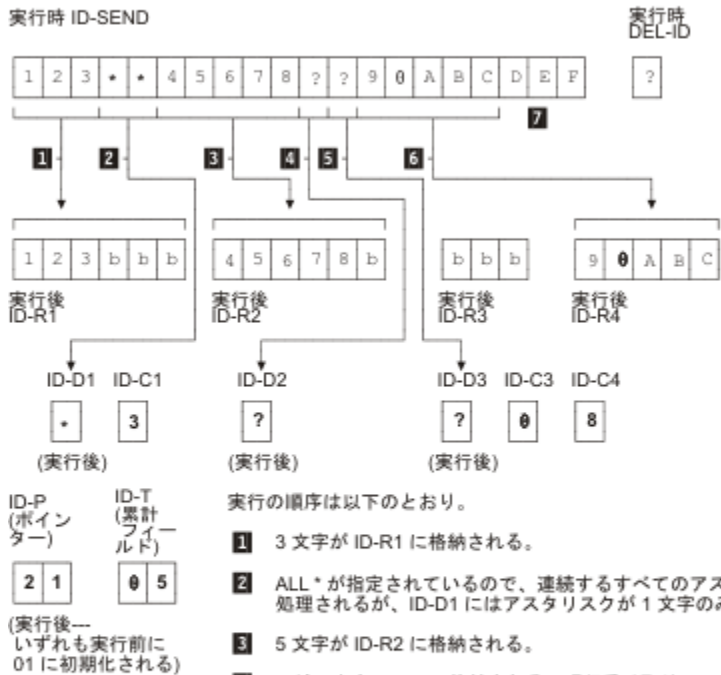 実行時 ID-SEND
実行時
DEL-ID
1 2 3 * * 4 5 6 7 8 ? ? 9 0 A B C D E F
?
7
1 2 3 4 5 6
1 2 3 b b b
4 5 6 7 8 b
b b b
9 0 A B C
実行後
ID-R1
実行後
ID-R2
実行後
ID-R3
実行後
ID-R4
ID-D1 ID-C1 ID-D2 ID-D3 ID-C3 ID-C4
* 3 ? ? 0 8
(実行後) (実行後) (実行後)
ID-P
(ポイン
ター)
ID-T
(累計
フィー
ルド)
2 1
0 5
(実行後---
いずれも実行前に
01 に初期化される)
実行の順序は以下のとおり。
1 3 文字が ID-R1 に格納される。
2 ALL * が指定されているので、連続するすべてのアス
処理されるが、ID-D1 にはアスタリスクが 1 文字のみ
3 5 文字が ID-R2 に格納される。